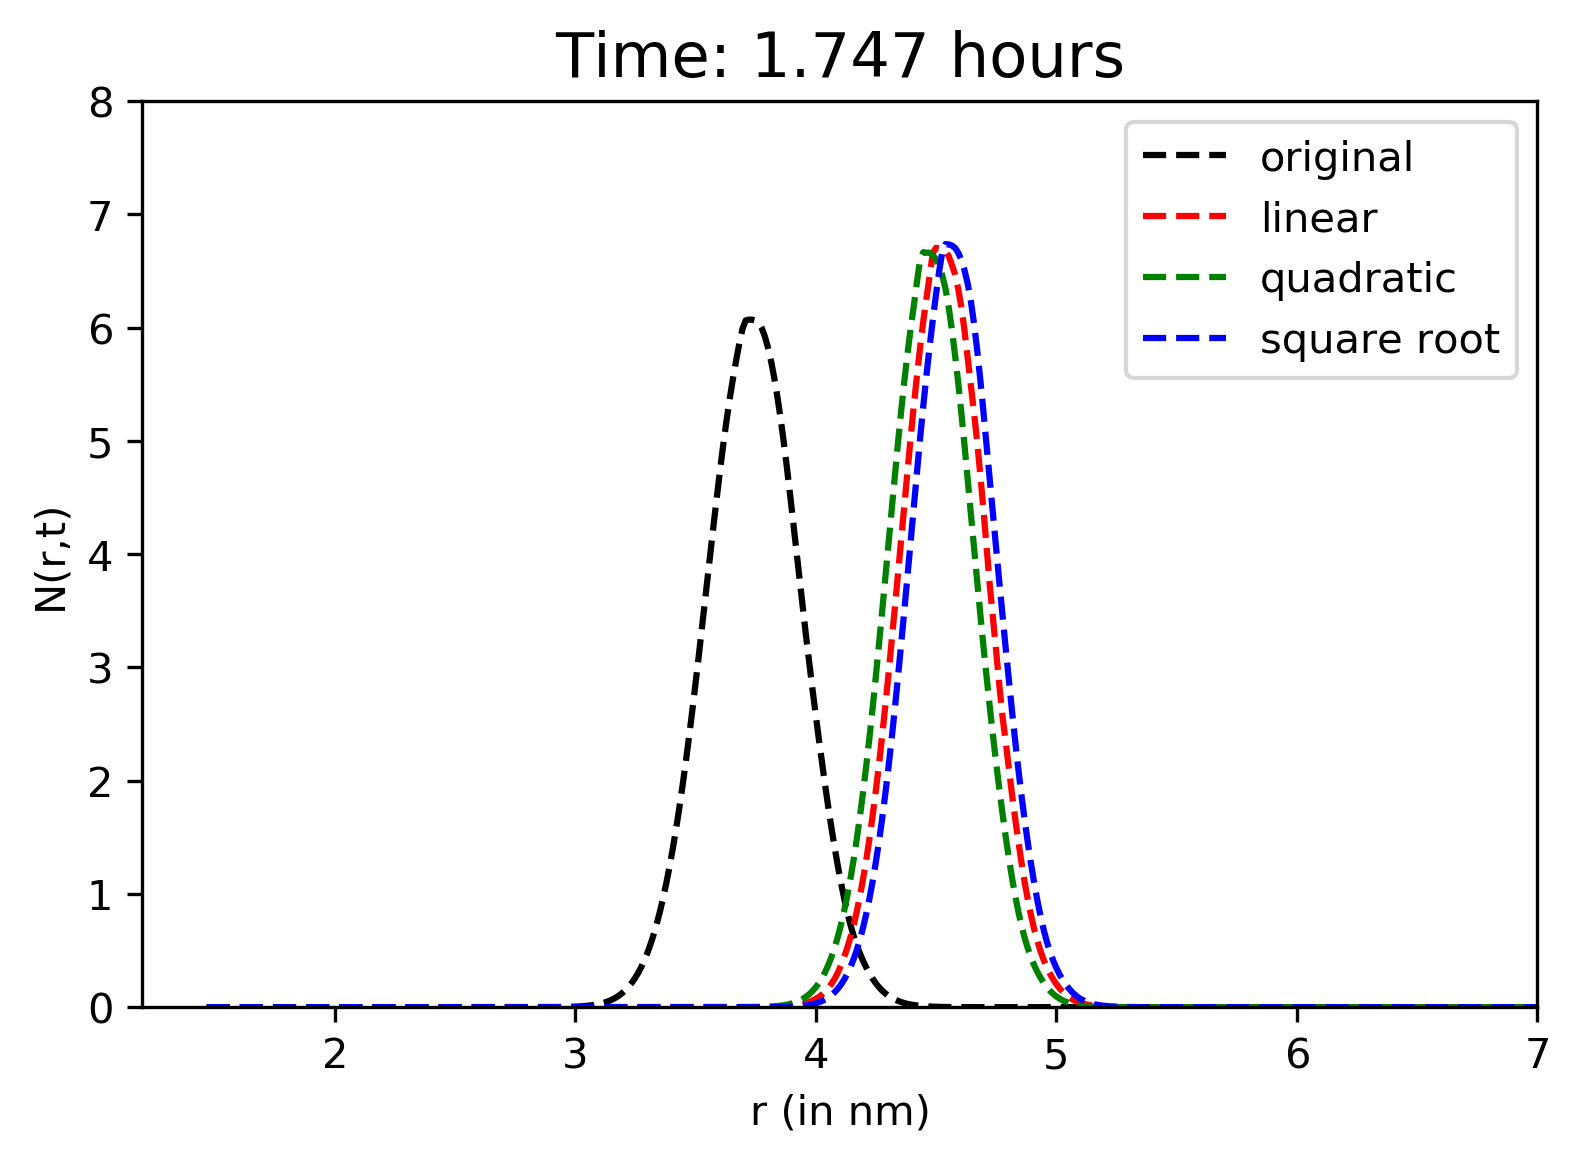 Time: 1.747 hours
8
7
6
5
4
3
2
1
0
N(r,t)
original
linear
quadratic
square root
2 3 4 5 6 7
r (in nm)